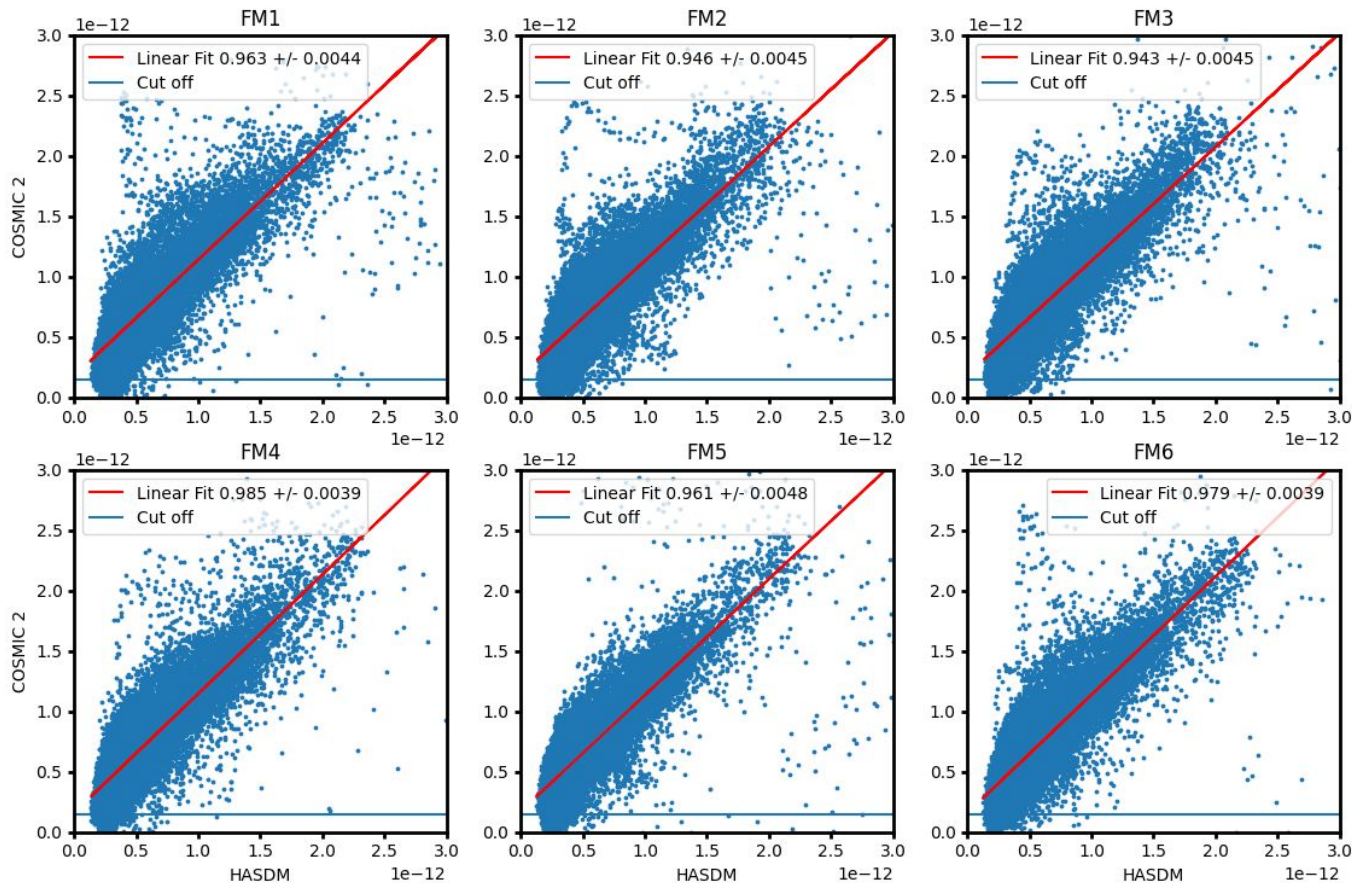 FM1
1e−12
Linear Fit 0.963 +/- 0.0044
Cut off
3.0
2.5
2.0
1.5
1.0
0.5
0.0
COSMIC 2
0.0 0.5 1.0 1.5 2.0 2.5 3.0
1e−12
FM2
1e−12
Linear Fit 0.946 +/- 0.0045
Cut off
3.0
2.5
2.0
1.5
1.0
0.5
0.0
0.0 0.5 1.0 1.5 2.0 2.5 3.0
1e−12
FM3
1e−12
Linear Fit 0.943 +/- 0.0045
Cut off
3.0
2.5
2.0
1.5
1.0
0.5
0.0
0.0 0.5 1.0 1.5 2.0 2.5 3.0
1e−12
FM4
1e−12
Linear Fit 0.985 +/- 0.0039
Cut off
3.0
2.5
2.0
1.5
1.0
0.5
0.0
COSMIC 2
0.0 0.5 1.0 1.5 2.0 2.5 3.0
HASDM
1e−12
FM5
1e−12
Linear Fit 0.961 +/- 0.0048
Cut off
3.0
2.5
2.0
1.5
1.0
0.5
0.0
0.0 0.5 1.0 1.5 2.0 2.5 3.0
HASDM
1e−12
FM6
1e−12
Linear Fit 0.979 +/- 0.0039
Cut off
3.0
2.5
2.0
1.5
1.0
0.5
0.0
0.0 0.5 1.0 1.5 2.0 2.5 3.0
HASDM
1e−12